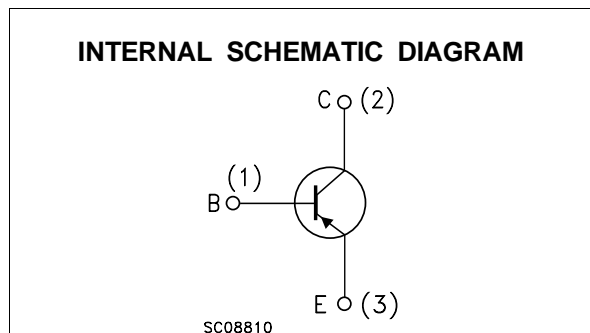 INTERNAL SCHEMATIC DIAGRAM
C (2)
(1)
B
E (3)
SC08810